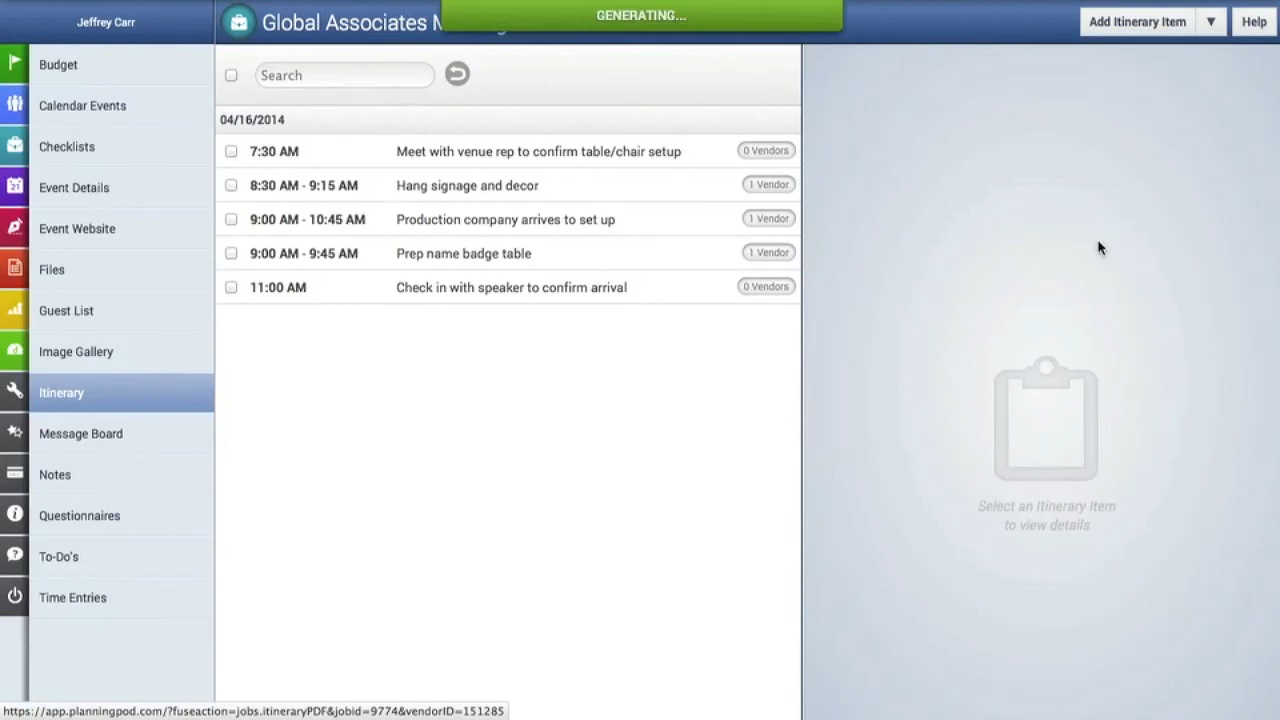 Jeffrey Carr
Global Associates M
GENERATING...
Add Itinerary Item ▼
Help
Budget
Calendar Events
Checklists
Event Details
Event Website
Files
Guest List
Image Gallery
Itinerary
Message Board
Notes
Questionnaires
To-Do's
Time Entries
Search
04/16/2014
7:30 AM Meet with venue rep to confirm table/chair setup 0 Vendors
8:30 AM - 9:15 AM Hang signage and decor 1 Vendor
9:00 AM - 10:45 AM Production company arrives to set up 1 Vendor
9:00 AM - 9:45 AM Prep name badge table 1 Vendor
11:00 AM Check in with speaker to confirm arrival 0 Vendors
Select an Itinerary Item
to view details
https://app.planningpod.com/?fuseaction=jobs.itineraryPDF&jobid=9774&vendorID=151285